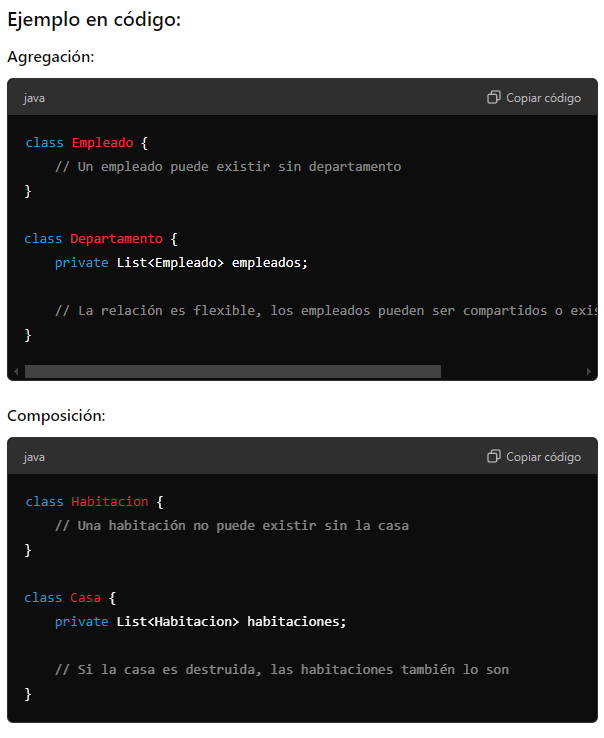 Ejemplo en código:
Agregación:
java
Copiar código
class Empleado {
// Un empleado puede existir sin departamento
}
class Departamento {
private List<Empleado> empleados;
// La relación es flexible, los empleados pueden ser compartidos o exis
}
Composición:
java
Copiar código
class Habitacion {
// Una habitación no puede existir sin la casa
}
class Casa {
private List<Habitacion> habitaciones;
// Si la casa es destruida, las habitaciones también lo son
}